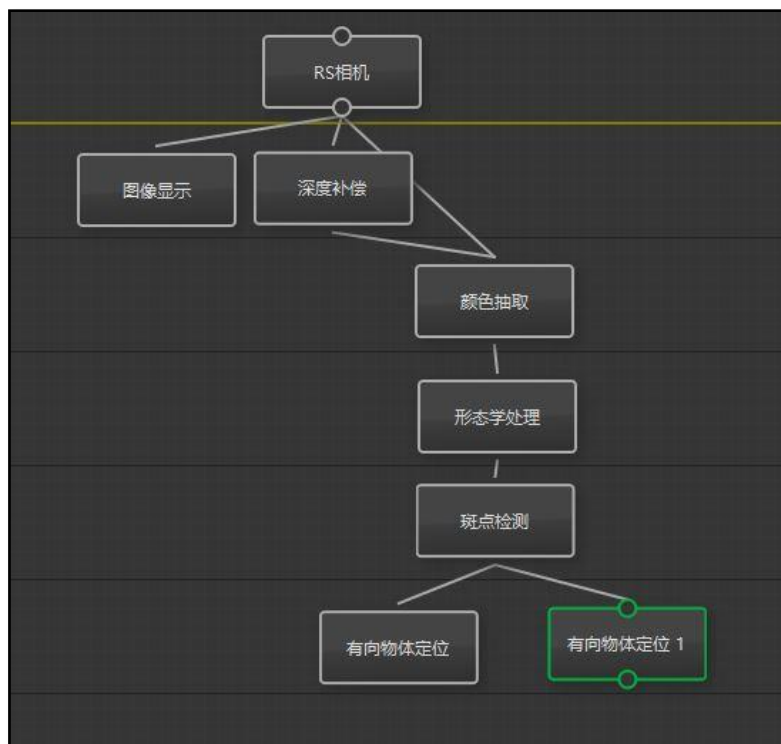 RS相机
图像显示
深度补偿
颜色抽取
形态学处理
斑点检测
有向物体定位
有向物体定位 1